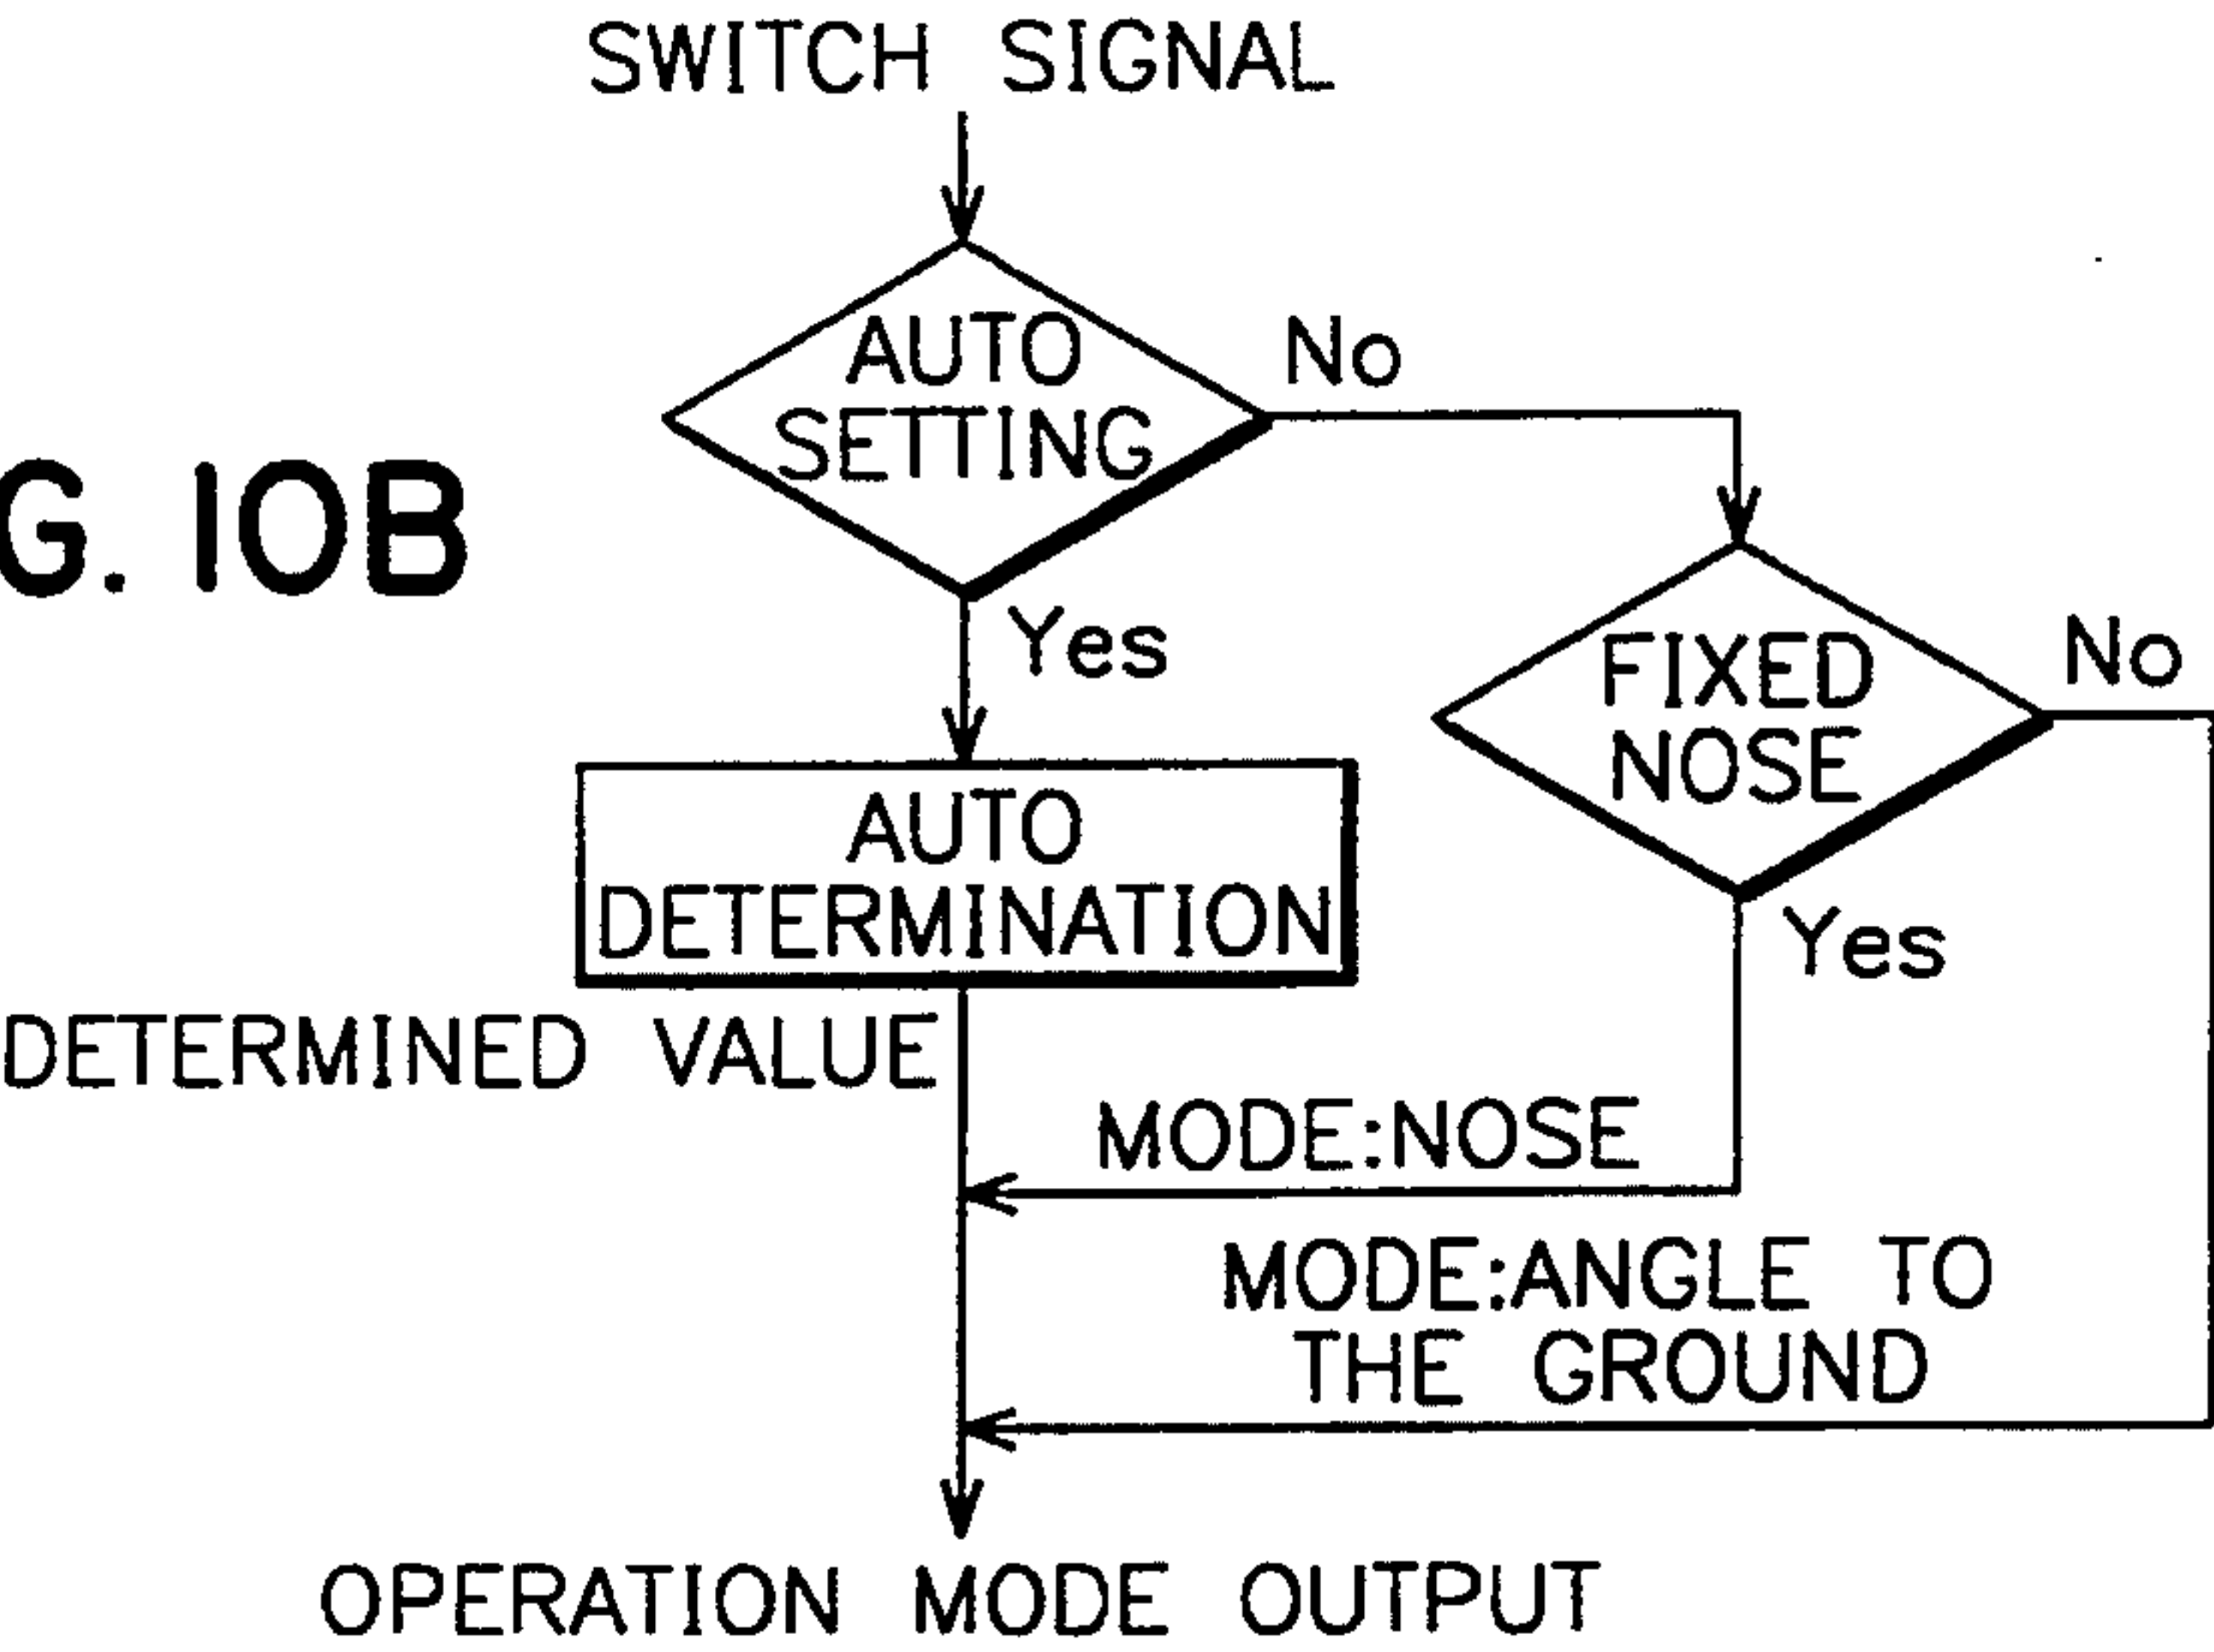 SWITCH SIGNAL
AUTO
SETTING
No
G. 10B
Yes
FIXED
NOSE
No
Yes
AUTO
DETERMINATION
DETERMINED VALUE
MODE:NOSE
MODE:ANGLE TO
THE GROUND
OPERATION MODE OUTPUT